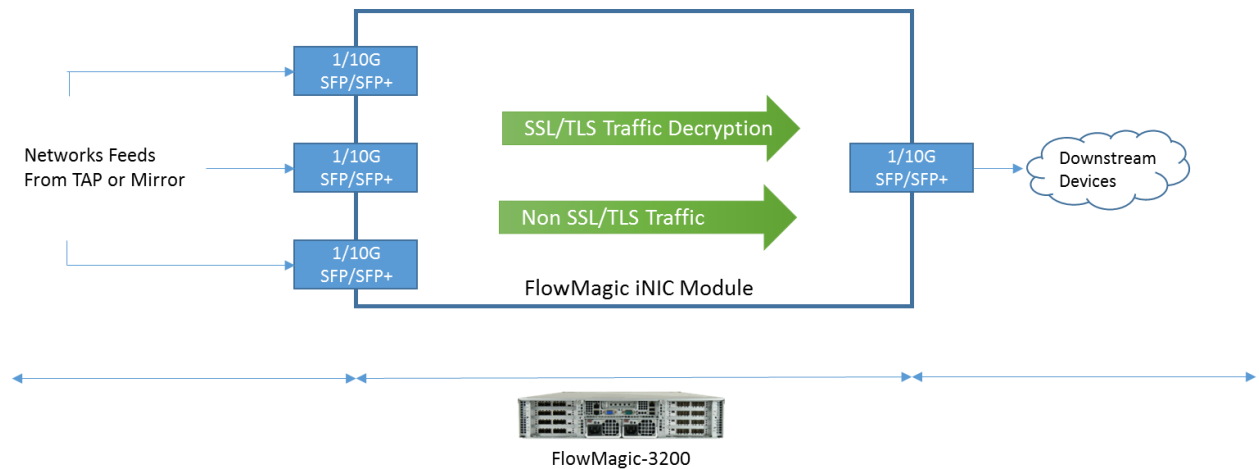 1/10G
SFP/SFP+
SSL/TLS Traffic Decryption
Networks Feeds
From TAP or Mirror
1/10G
SFP/SFP+
1/10G
SFP/SFP+
Downstream
Devices
Non SSL/TLS Traffic
1/10G
SFP/SFP+
FlowMagic iNIC Module
FlowMagic-3200